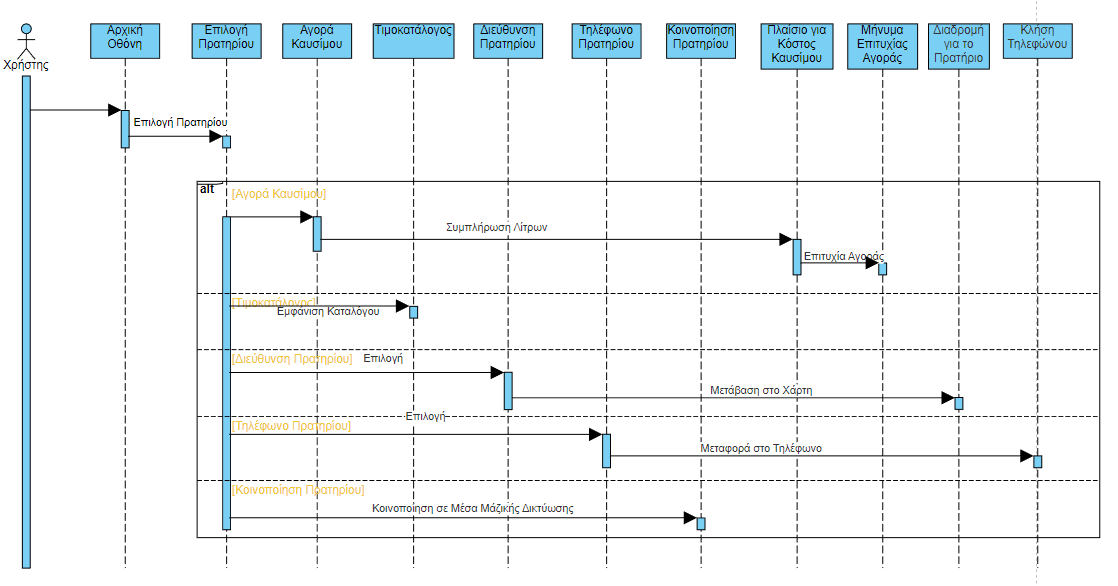 Χρήστης
Αρχική
Οθόνη
Επιλογή
Πρατηρίου
Αγορά
Καυσίμου
Τιμοκατάλογος
Διεύθυνση
Πρατηρίου
Τηλέφωνο
Πρατηρίου
Κοινοποίηση
Πρατηρίου
Πλαίσιο για
Κόστος
Καυσίμου
Μήνυμα
Επιτυχίας
Αγοράς
Διαδρομή
για το
Πρατήριο
Κλήση
Τηλεφώνου
Επιλογή Πρατηρίου
alt
[Αγορά Καυσίμου]
Συμπλήρωση Λίτρων
Επιτυχία Αγοράς
[Τιμοκατάλογος]
Εμφάνιση Καταλόγου
[Διεύθυνση Πρατηρίου]
Επιλογή
Μετάβαση στο Χάρτη
Επιλογή
[Τηλέφωνο Πρατηρίου]
Μεταφορά στο Τηλέφωνο
[Κοινοποίηση Πρατηρίου]
Κοινοποίηση σε Μέσα Μάζικής Δικτύωσης